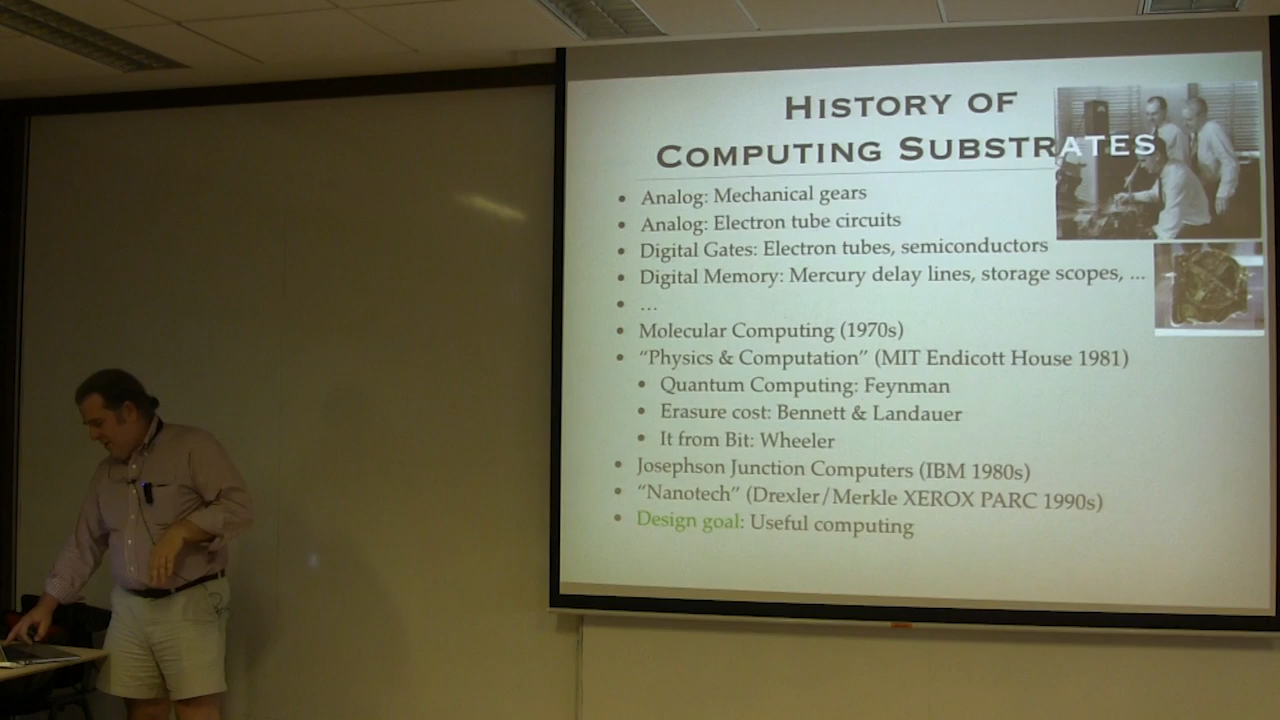 History of
Computing Substrates
• Analog: Mechanical gears
• Analog: Electron tube circuits
• Digital Gates: Electron tubes, semiconductors
• Digital Memory: Mercury delay lines, storage scopes, ...
• ...
• Molecular Computing (1970s)
• “Physics & Computation” (MIT Endicott House 1981)
• Quantum Computing: Feynman
• Erasure cost: Bennett & Landauer
• It from Bit: Wheeler
• Josephson Junction Computers (IBM 1980s)
• “Nanotech” (Drexler/Merkle XEROX PARC 1990s)
• Design goal: Useful computing